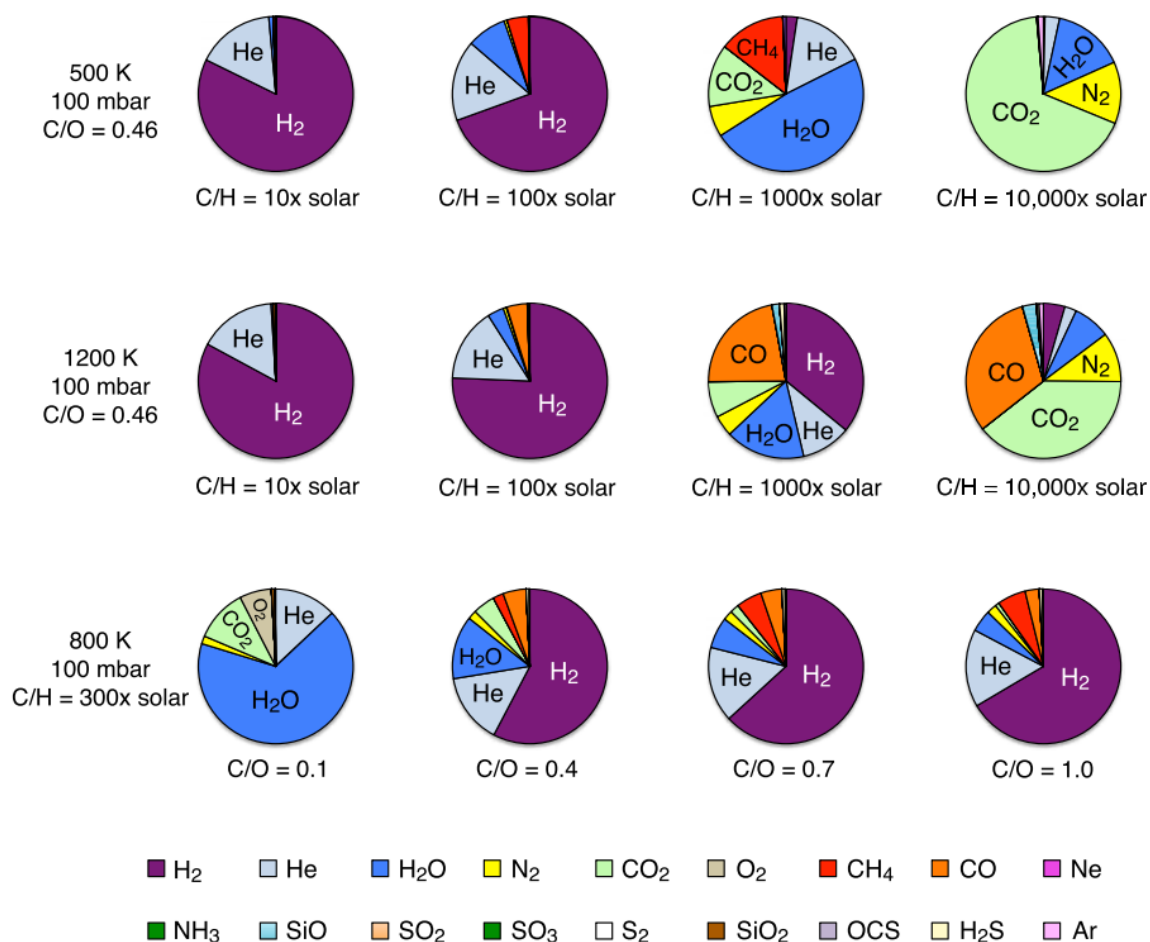 500 K
100 mbar
C/O = 0.46
He
H₂
C/H = 10x solar
He
H₂
C/H = 100x solar
CH₄
He
CO₂
H₂O
C/H = 1000x solar
H₂O
N₂
CO₂
C/H = 10,000x solar
1200 K
100 mbar
C/O = 0.46
He
H₂
C/H = 10x solar
He
H₂
C/H = 100x solar
CO
H₂
H₂O
He
C/H = 1000x solar
CO
N₂
CO₂
C/H = 10,000x solar
800 K
100 mbar
C/H = 300x solar
CO₂
O₂
He
H₂O
C/O = 0.1
H₂O
He
H₂
C/O = 0.4
He
H₂
C/O = 0.7
He
H₂
C/O = 1.0
H₂ He H₂O N₂ CO₂ O₂ CH₄ CO Ne
NH₃ SiO SO₂ SO₃ S₂ SiO₂ OCS H₂S Ar